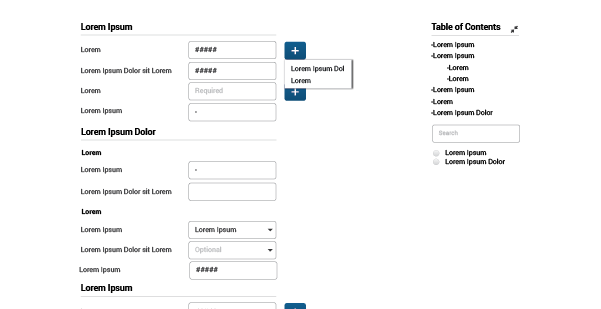 Lorem Ipsum
Lorem #####
Lorem Ipsum Dolor sit Lorem #####
Lorem Ipsum Dol
Lorem
Lorem Required
Lorem Ipsum -
Lorem Ipsum Dolor
Lorem
Lorem Ipsum -
Lorem Ipsum Dolor sit Lorem
Lorem
Lorem Ipsum Lorem Ipsum
Lorem Ipsum Dolor sit Lorem Optional
Lorem Ipsum #####
Lorem Ipsum
Table of Contents
-Lorem Ipsum
-Lorem Ipsum
-Lorem
-Lorem
-Lorem Ipsum
-Lorem
-Lorem Ipsum Dolor
Search
Lorem Ipsum
Lorem Ipsum Dolor